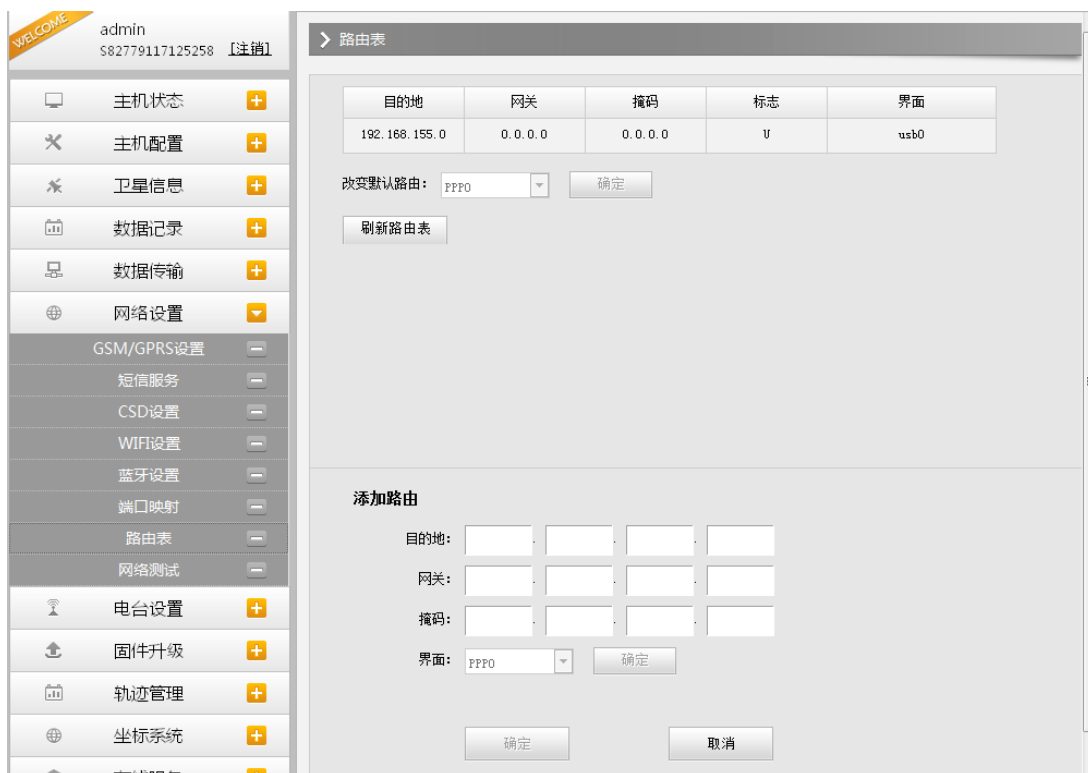 WELCOME
admin
S82779117125258 [注销]
主机状态
主机配置
卫星信息
数据记录
数据传输
网络设置
GSM/GPRS设置
短信服务
CSD设置
WIFI设置
蓝牙设置
端口映射
路由表
网络测试
电台设置
固件升级
轨迹管理
坐标系统
路由表
目的地 网关 掩码 标志 界面
192.168.155.0 0.0.0.0 0.0.0.0 U usb0
改变默认路由: PPP0 确定
刷新路由表
添加路由
目的地: . . .
网关: . . .
掩码: . . .
界面: PPP0 确定
确定 取消